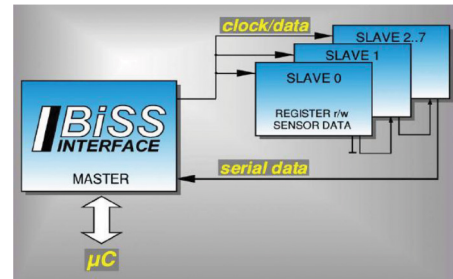 clock/data
SLAVE 2..7
SLAVE 1
SLAVE 0
REGISTER r/w
SENSOR DATA
BiSS
INTERFACE
MASTER
serial data
µC